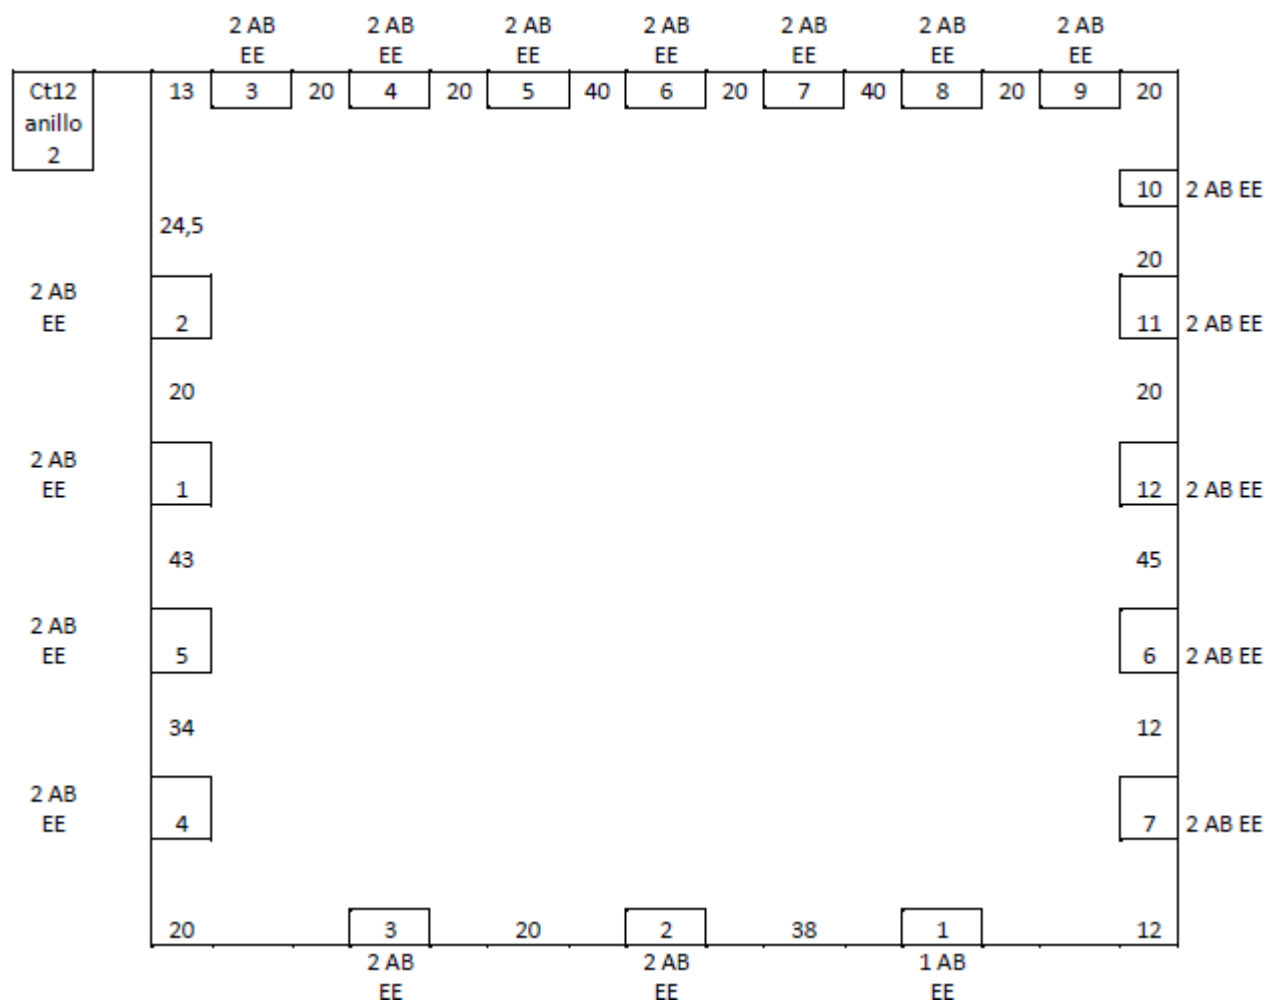 2 AB 2 AB 2 AB 2 AB 2 AB 2 AB 2 AB
EE EE EE EE EE EE EE
Ct12 13 3 20 4 20 5 40 6 20 7 40 8 20 9 20
anillo
2
10 2 AB EE
24,5
20
2 AB
EE 2 11 2 AB EE
20 20
2 AB
EE 1 12 2 AB EE
43 45
2 AB
EE 5 6 2 AB EE
34 12
2 AB
EE 4 7 2 AB EE
20 3 20 2 38 1 12
2 AB 2 AB 1 AB
EE EE EE